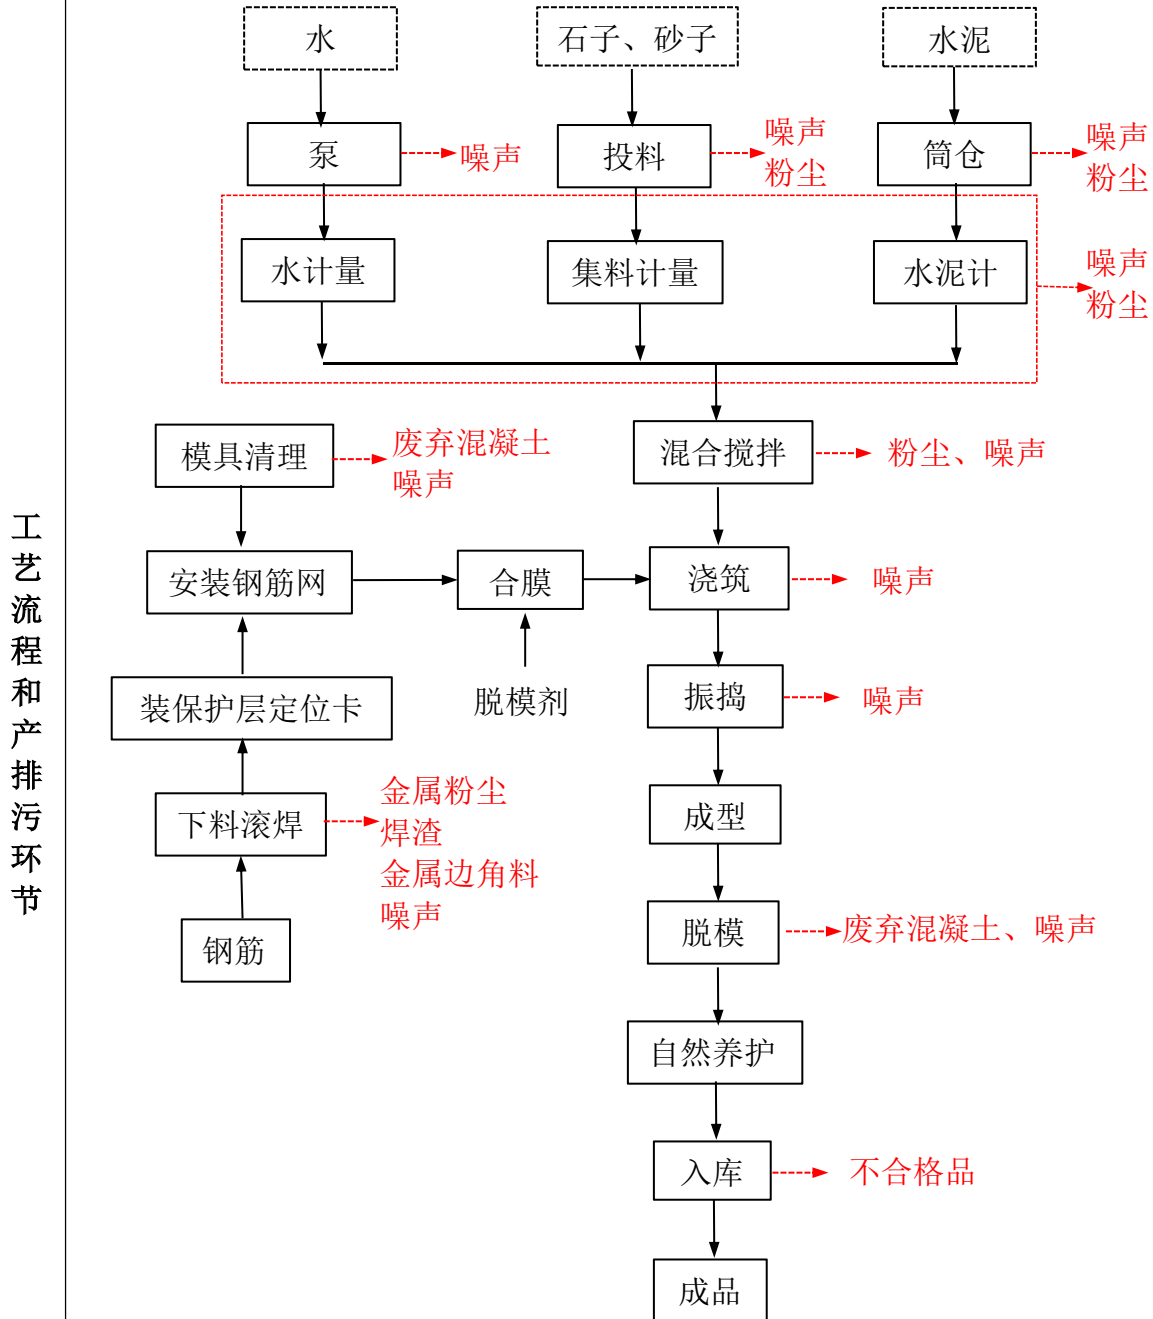 水
石子、砂子
水泥
泵
噪声
投料
噪声
粉尘
筒仓
噪声
粉尘
水计量
集料计量
水泥计
噪声
粉尘
模具清理
废弃混凝土
噪声
混合搅拌
粉尘、噪声
安装钢筋网
合膜
浇筑
噪声
装保护层定位卡
脱模剂
振捣
噪声
下料滚焊
金属粉尘
焊渣
金属边角料
噪声
成型
钢筋
脱模
废弃混凝土、噪声
自然养护
入库
不合格品
成品
工艺流程和产排污环节